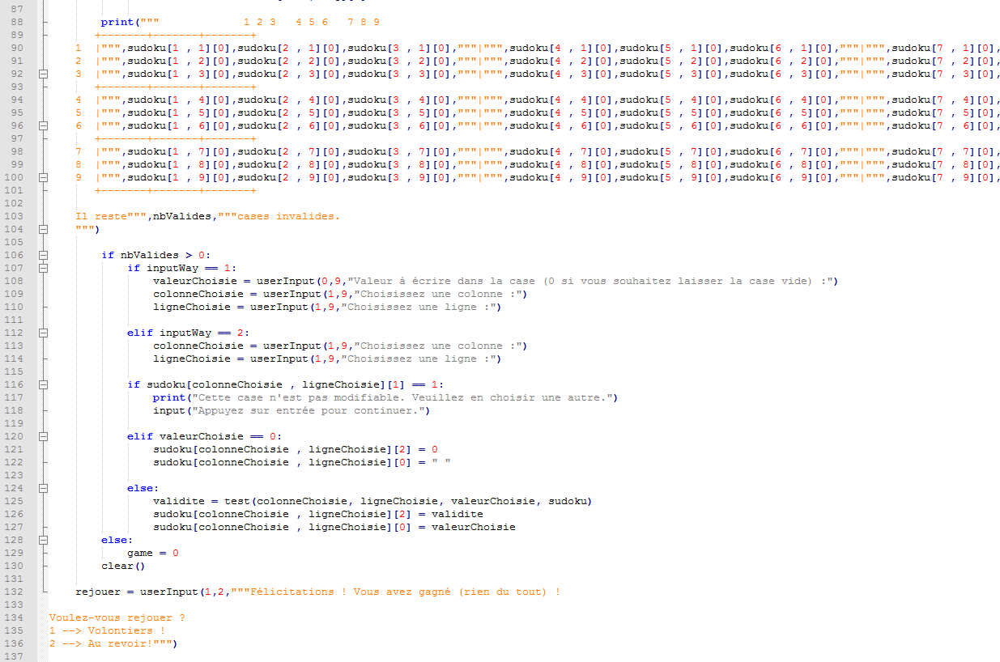 87
88 print("""             1 2 3   4 5 6   7 8 9
89    +-------+-------+-------+
90 1  |""",sudoku[1 , 1][0],sudoku[2 , 1][0],sudoku[3 , 1][0],"""|""",sudoku[4 , 1][0],sudoku[5 , 1][0],sudoku[6 , 1][0],"""|""",sudoku[7 , 1][0],
91 2  |""",sudoku[1 , 2][0],sudoku[2 , 2][0],sudoku[3 , 2][0],"""|""",sudoku[4 , 2][0],sudoku[5 , 2][0],sudoku[6 , 2][0],"""|""",sudoku[7 , 2][0],
92 3  |""",sudoku[1 , 3][0],sudoku[2 , 3][0],sudoku[3 , 3][0],"""|""",sudoku[4 , 3][0],sudoku[5 , 3][0],sudoku[6 , 3][0],"""|""",sudoku[7 , 3][0],
93    +-------+-------+-------+
94 4  |""",sudoku[1 , 4][0],sudoku[2 , 4][0],sudoku[3 , 4][0],"""|""",sudoku[4 , 4][0],sudoku[5 , 4][0],sudoku[6 , 4][0],"""|""",sudoku[7 , 4][0],
95 5  |""",sudoku[1 , 5][0],sudoku[2 , 5][0],sudoku[3 , 5][0],"""|""",sudoku[4 , 5][0],sudoku[5 , 5][0],sudoku[6 , 5][0],"""|""",sudoku[7 , 5][0],
96 6  |""",sudoku[1 , 6][0],sudoku[2 , 6][0],sudoku[3 , 6][0],"""|""",sudoku[4 , 6][0],sudoku[5 , 6][0],sudoku[6 , 6][0],"""|""",sudoku[7 , 6][0],
97    +-------+-------+-------+
98 7  |""",sudoku[1 , 7][0],sudoku[2 , 7][0],sudoku[3 , 7][0],"""|""",sudoku[4 , 7][0],sudoku[5 , 7][0],sudoku[6 , 7][0],"""|""",sudoku[7 , 7][0],
99 8  |""",sudoku[1 , 8][0],sudoku[2 , 8][0],sudoku[3 , 8][0],"""|""",sudoku[4 , 8][0],sudoku[5 , 8][0],sudoku[6 , 8][0],"""|""",sudoku[7 , 8][0],
100 9  |""",sudoku[1 , 9][0],sudoku[2 , 9][0],sudoku[3 , 9][0],"""|""",sudoku[4 , 9][0],sudoku[5 , 9][0],sudoku[6 , 9][0],"""|""",sudoku[7 , 9][0],
101    +-------+-------+-------+
102
103     Il reste""",nbValides,"""cases invalides.
104     """)
105
106         if nbValides > 0:
107             if inputWay == 1:
108                 valeurChoisie = userInput(0,9,"Valeur à écrire dans la case (0 si vous souhaitez laisser la case vide) :")
109                 colonneChoisie = userInput(1,9,"Choisissez une colonne :")
110                 ligneChoisie = userInput(1,9,"Choisissez une ligne :")
111
112             elif inputWay == 2:
113                 colonneChoisie = userInput(1,9,"Choisissez une colonne :")
114                 ligneChoisie = userInput(1,9,"Choisissez une ligne :")
115
116             if sudoku[colonneChoisie , ligneChoisie][1] == 1:
117                 print("Cette case n'est pas modifiable. Veuillez en choisir une autre.")
118                 input("Appuyez sur entrée pour continuer.")
119
120             elif valeurChoisie == 0:
121                 sudoku[colonneChoisie , ligneChoisie][2] = 0
122                 sudoku[colonneChoisie , ligneChoisie][0] = " "
123
124             else:
125                 validite = test(colonneChoisie, ligneChoisie, valeurChoisie, sudoku)
126                 sudoku[colonneChoisie , ligneChoisie][2] = validite
127                 sudoku[colonneChoisie , ligneChoisie][0] = valeurChoisie
128         else:
129             game = 0
130         clear()
131
132     rejouer = userInput(1,2,"""Félicitations ! Vous avez gagné (rien du tout) !
133
134 Voulez-vous rejouer ?
135 1 --> Volontiers !
136 2 --> Au revoir!""")
137